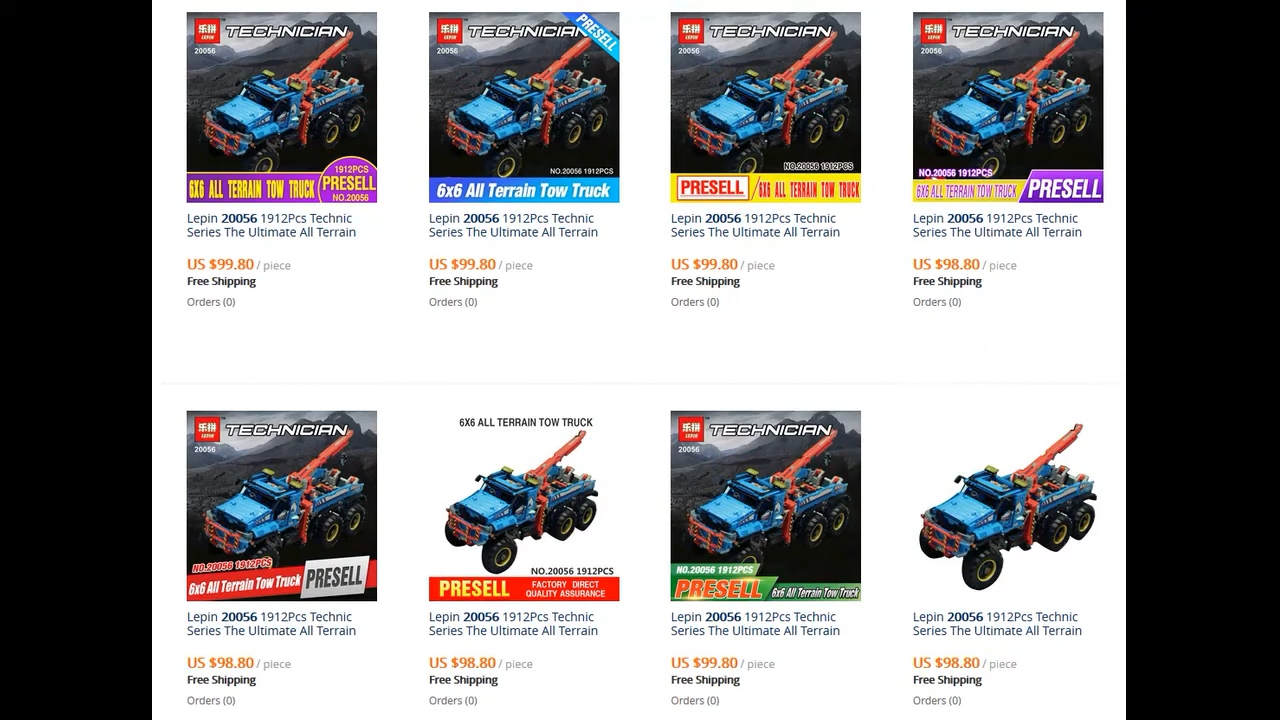 乐拼 TECHNICIAN
LEPIN
20056
1912PCS
PRESELL
6X6 ALL TERRAIN TOW TRUCK
NO.20056
Lepin 20056 1912Pcs Technic
Series The Ultimate All Terrain
US $99.80 / piece
Free Shipping
Orders (0)
乐拼 TECHNICIAN
LEPIN
20056
PRESELL
NO.20056 1912PCS
6x6 All Terrain Tow Truck
Lepin 20056 1912Pcs Technic
Series The Ultimate All Terrain
US $99.80 / piece
Free Shipping
Orders (0)
乐拼 TECHNICIAN
LEPIN
20056
NO.20056 1912PCS
PRESELL / 6X6 ALL TERRAIN TOW TRUCK
Lepin 20056 1912Pcs Technic
Series The Ultimate All Terrain
US $99.80 / piece
Free Shipping
Orders (0)
乐拼 TECHNICIAN
LEPIN
20056
NO.20056 1912PCS
6X6 ALL TERRAIN TOW TRUCK PRESELL
Lepin 20056 1912Pcs Technic
Series The Ultimate All Terrain
US $98.80 / piece
Free Shipping
Orders (0)
乐拼 TECHNICIAN
LEPIN
20056
NO.20056 1912PCS
6x6 All Terrain Tow Truck PRESELL
Lepin 20056 1912Pcs Technic
Series The Ultimate All Terrain
US $98.80 / piece
Free Shipping
Orders (0)
6X6 ALL TERRAIN TOW TRUCK
NO.20056 1912PCS
PRESELL
FACTORY DIRECT
QUALITY ASSURANCE
Lepin 20056 1912Pcs Technic
Series The Ultimate All Terrain
US $98.80 / piece
Free Shipping
Orders (0)
乐拼 TECHNICIAN
LEPIN
20056
NO.20056 1912PCS
PRESELL 6x6 All Terrain Tow Truck
Lepin 20056 1912Pcs Technic
Series The Ultimate All Terrain
US $99.80 / piece
Free Shipping
Orders (0)
Lepin 20056 1912Pcs Technic
Series The Ultimate All Terrain
US $98.80 / piece
Free Shipping
Orders (0)